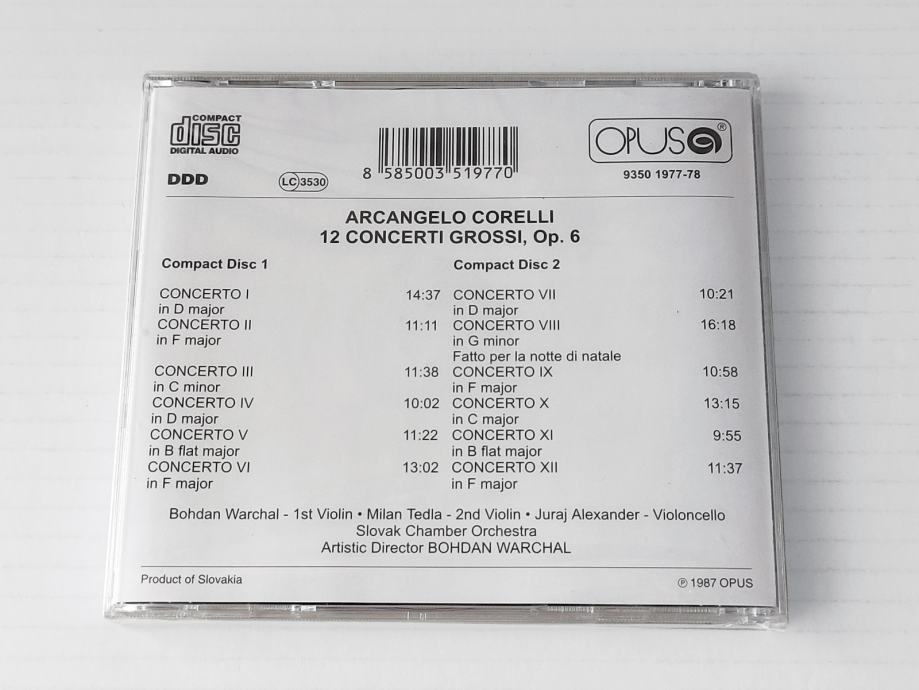 COMPACT
disc
DIGITAL AUDIO
DDD
LC 3530
8 585003 519770
OPUS ®
9350 1977-78
ARCANGELO CORELLI
12 CONCERTI GROSSI, Op. 6
Compact Disc 1
CONCERTO I 14:37
in D major
CONCERTO II 11:11
in F major
CONCERTO III 11:38
in C minor
CONCERTO IV 10:02
in D major
CONCERTO V 11:22
in B flat major
CONCERTO VI 13:02
in F major
Compact Disc 2
CONCERTO VII 10:21
in D major
CONCERTO VIII 16:18
in G minor
Fatto per la notte di natale
CONCERTO IX 10:58
in F major
CONCERTO X 13:15
in C major
CONCERTO XI 9:55
in B flat major
CONCERTO XII 11:37
in F major
Bohdan Warchal - 1st Violin • Milan Tedla - 2nd Violin • Juraj Alexander - Violoncello
Slovak Chamber Orchestra
Artistic Director BOHDAN WARCHAL
Product of Slovakia
℗ 1987 OPUS